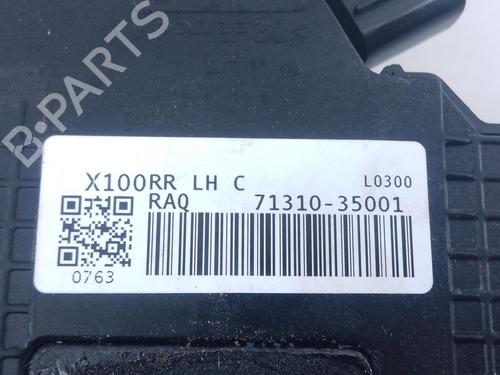 B-PARTS
X100RR LH C L0300
RAQ 71310-35001
0763